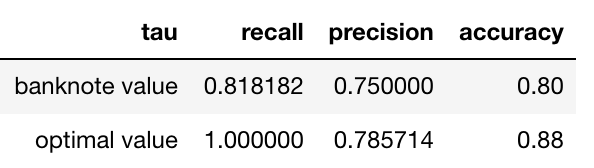 tau recall precision accuracy
banknote value 0.818182 0.750000 0.80
optimal value 1.000000 0.785714 0.88